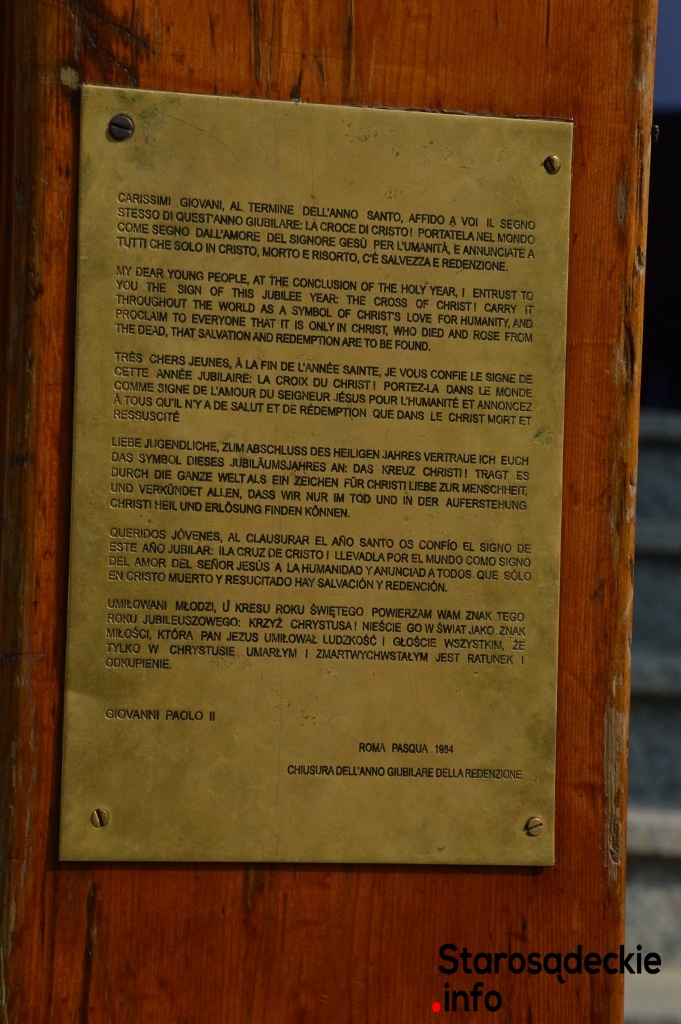 CARISSIMI GIOVANI, AL TERMINE DELL'ANNO SANTO, AFFIDO A VOI IL SEGNO
STESSO DI QUEST'ANNO GIUBILARE: LA CROCE DI CRISTO! PORTATELA NEL MONDO
COME SEGNO DALL'AMORE DEL SIGNORE GESÙ PER L'UMANITÀ, E ANNUNCIATE A
TUTTI CHE SOLO IN CRISTO, MORTO E RISORTO, C'È SALVEZZA E REDENZIONE.
MY DEAR YOUNG PEOPLE, AT THE CONCLUSION OF THE HOLY YEAR, I ENTRUST TO
YOU THE SIGN OF THIS JUBILEE YEAR: THE CROSS OF CHRIST! CARRY IT
THROUGHOUT THE WORLD AS A SYMBOL OF CHRIST'S LOVE FOR HUMANITY, AND
PROCLAIM TO EVERYONE THAT IT IS ONLY IN CHRIST, WHO DIED AND ROSE FROM
THE DEAD, THAT SALVATION AND REDEMPTION ARE TO BE FOUND.
TRÈS CHERS JEUNES, À LA FIN DE L'ANNÉE SAINTE, JE VOUS CONFIE LE SIGNE DE
CETTE ANNÉE JUBILAIRE: LA CROIX DU CHRIST! PORTEZ-LA DANS LE MONDE
COMME SIGNE DE L'AMOUR DU SEIGNEUR JÉSUS POUR L'HUMANITÉ ET ANNONCEZ
À TOUS QU'IL N'Y A DE SALUT ET DE RÉDEMPTION QUE DANS LE CHRIST MORT ET
RESSUSCITÉ
LIEBE JUGENDLICHE, ZUM ABSCHLUSS DES HEILIGEN JAHRES VERTRAUE ICH EUCH
DAS SYMBOL DIESES JUBILÄUMSJAHRES AN: DAS KREUZ CHRISTI! TRAGT ES
DURCH DIE GANZE WELT ALS EIN ZEICHEN FÜR CHRISTI LIEBE ZUR MENSCHHEIT,
UND VERKÜNDET ALLEN, DASS WIR NUR IM TOD UND IN DER AUFERSTEHUNG
CHRISTI HEIL UND ERLÖSUNG FINDEN KÖNNEN.
QUERIDOS JÓVENES, AL CLAUSURAR EL AÑO SANTO OS CONFÍO EL SIGNO DE
ESTE AÑO JUBILAR: ¡LA CRUZ DE CRISTO! LLEVADLA POR EL MUNDO COMO SIGNO
DEL AMOR DEL SEÑOR JESÚS A LA HUMANIDAD Y ANUNCIAD A TODOS QUE SÓLO
EN CRISTO MUERTO Y RESUCITADO HAY SALVACIÓN Y REDENCIÓN.
UMIŁOWANI MŁODZI, U KRESU ROKU ŚWIĘTEGO POWIERZAM WAM ZNAK TEGO
ROKU JUBILEUSZOWEGO: KRZYŻ CHRYSTUSA! NIEŚCIE GO W ŚWIAT JAKO ZNAK
MIŁOŚCI, KTÓRĄ PAN JEZUS UMIŁOWAŁ LUDZKOŚĆ I GŁOŚCIE WSZYSTKIM, ŻE
TYLKO W CHRYSTUSIE UMARŁYM I ZMARTWYCHWSTAŁYM JEST RATUNEK I
ODKUPIENIE.
GIOVANNI PAOLO II
ROMA PASQUA 1984
CHIUSURA DELL'ANNO GIUBILARE DELLA REDENZIONE
Starosądeckie
.info